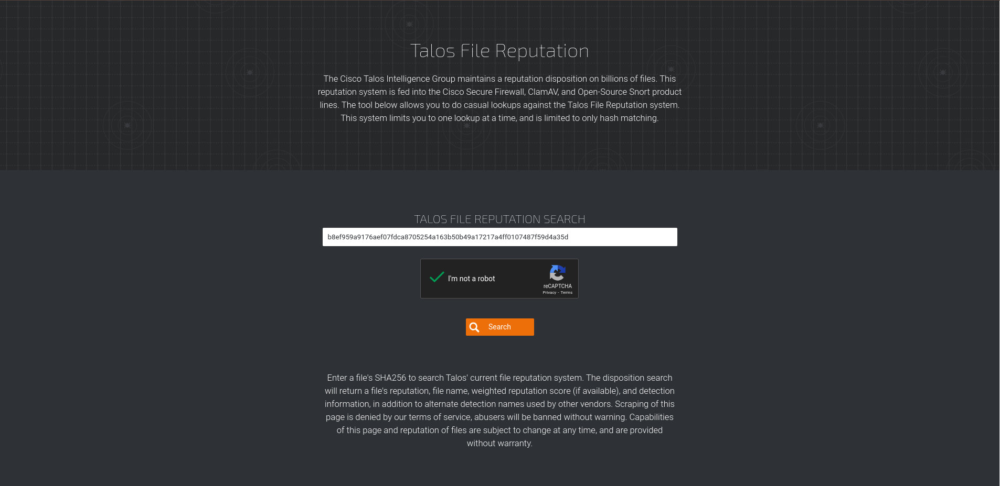 Talos File Reputation
The Cisco Talos Intelligence Group maintains a reputation disposition on billions of files. This
reputation system is fed into the Cisco Secure Firewall, ClamAV, and Open-Source Snort product
lines. The tool below allows you to do casual lookups against the Talos File Reputation system.
This system limits you to one lookup at a time, and is limited to only hash matching.
TALOS FILE REPUTATION SEARCH
b8ef959a9176aef07fdca8705254a163b50b49a17217a4ff0107487f59d4a35d
I'm not a robot
reCAPTCHA
Privacy - Terms
Search
Enter a file's SHA256 to search Talos' current file reputation system. The disposition search
will return a file's reputation, file name, weighted reputation score (if available), and detection
information, in addition to alternate detection names used by other vendors. Scraping of this
page is denied by our terms of service, abusers will be banned without warning. Capabilities
of this page and reputation of files are subject to change at any time, and are provided
without warranty.